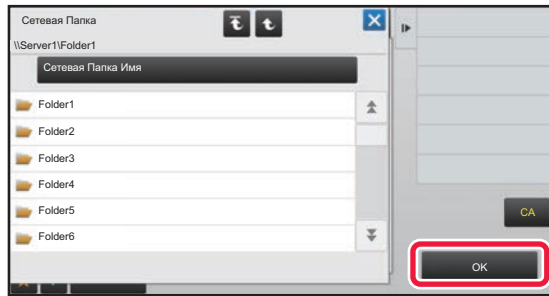 Сетевая Папка
\\Server1\Folder1
Сетевая Папка Имя
Folder1
Folder2
Folder3
Folder4
Folder5
Folder6
CA
OK